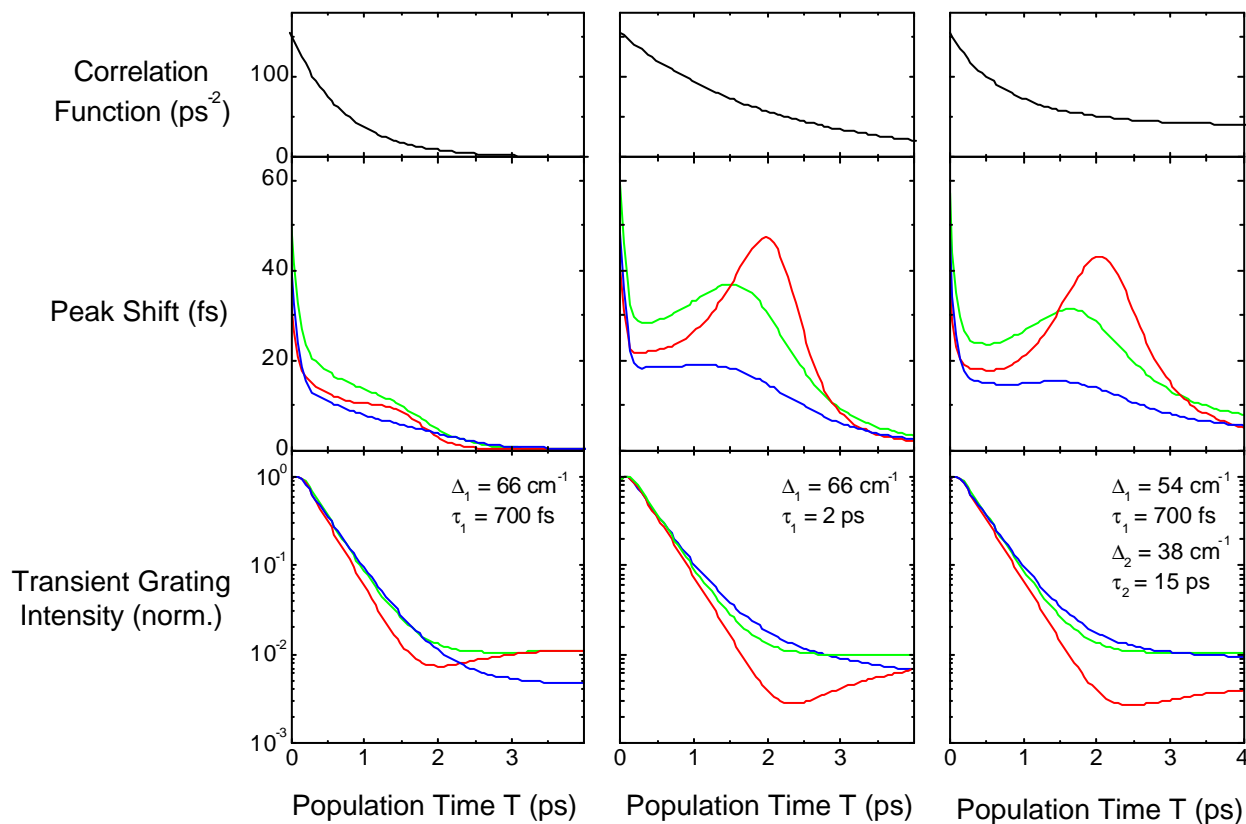 Correlation
Function (ps⁻²)
100
0
Peak Shift (fs)
60
40
20
0
Transient Grating
Intensity (norm.)
10⁰
10⁻¹
10⁻²
10⁻³
Δ₁ = 66 cm⁻¹
τ₁ = 700 fs
Δ₁ = 66 cm⁻¹
τ₁ = 2 ps
Δ₁ = 54 cm⁻¹
τ₁ = 700 fs
Δ₂ = 38 cm⁻¹
τ₂ = 15 ps
0 1 2 3 0 1 2 3 0 1 2 3 4
Population Time T (ps) Population Time T (ps) Population Time T (ps)